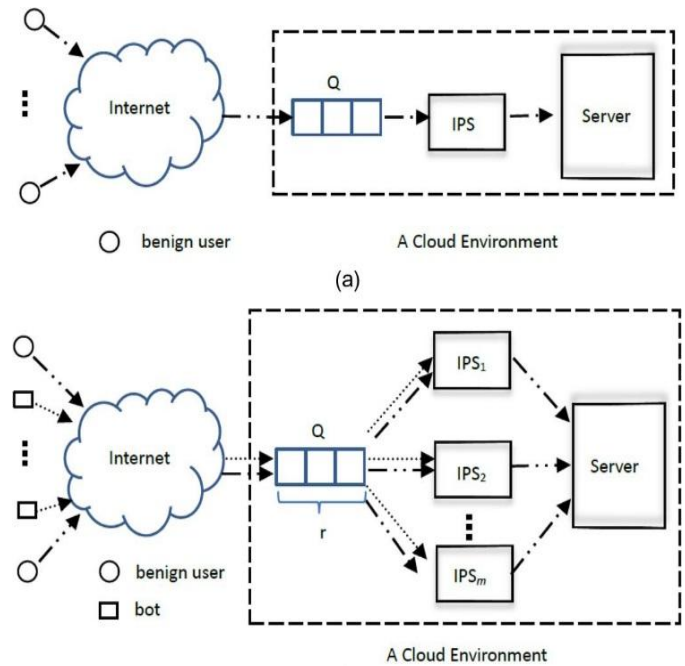 Q
Internet
IPS
Server
benign user
A Cloud Environment
(a)
IPS₁
Q
Internet
IPS₂
Server
r
benign user
IPSₘ
bot
A Cloud Environment